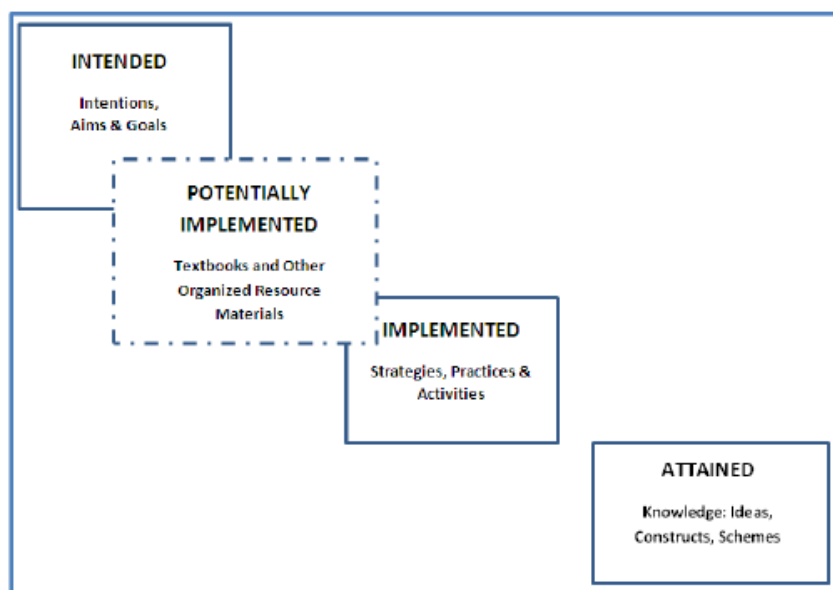 INTENDED
Intentions,
Aims & Goals
POTENTIALLY
IMPLEMENTED
Textbooks and Other
Organized Resource
Materials
IMPLEMENTED
Strategies, Practices &
Activities
ATTAINED
Knowledge: Ideas,
Constructs, Schemes